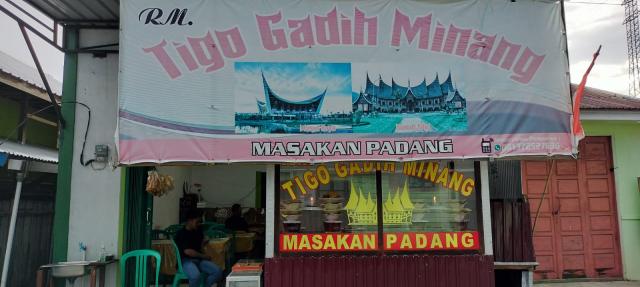 RM.
Tigo Gadih Minang
MASAKAN PADANG
TIGO GADIH MINANG
MASAKAN PADANG